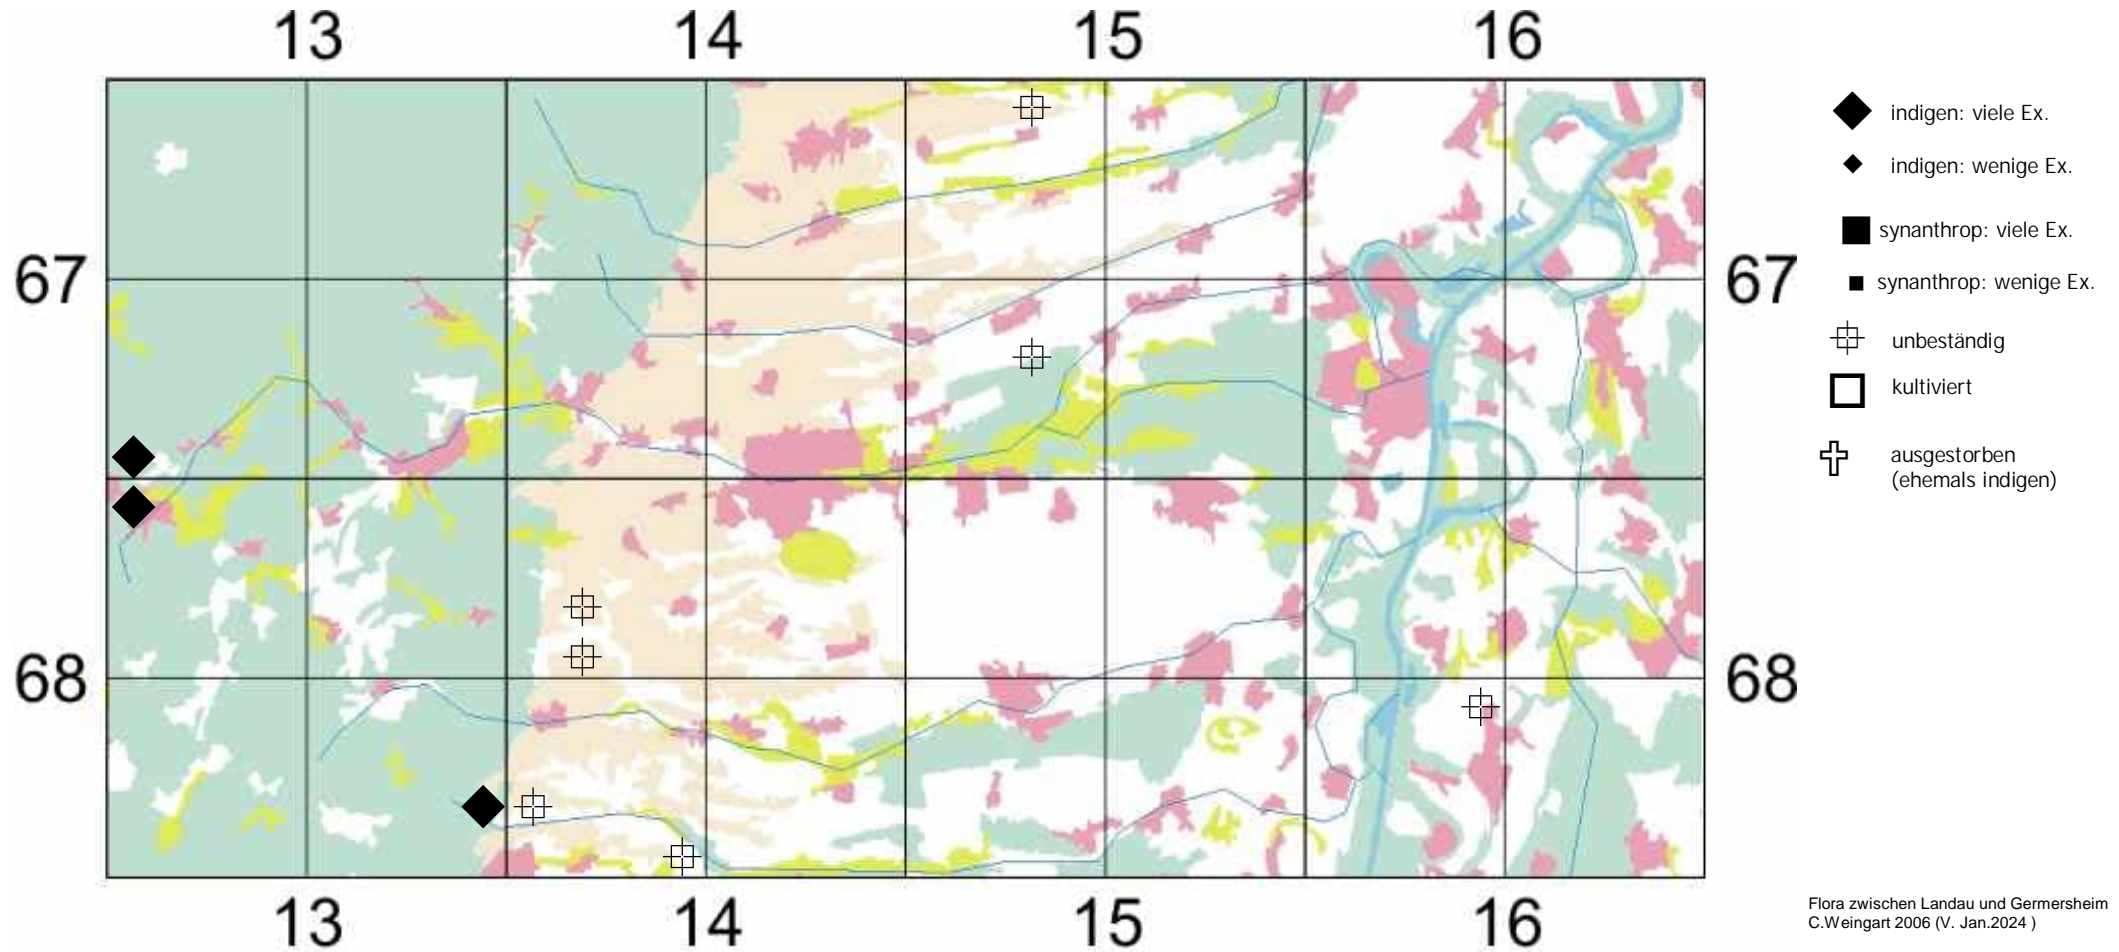 13 14 15 16
67 67
68 68
13 14 15 16
indigen: viele Ex.
indigen: wenige Ex.
synanthrop: viele Ex.
synanthrop: wenige Ex.
unbeständig
kultiviert
ausgestorben
(ehemals indigen)
Flora zwischen Landau und Germersheim
C.Weingart 2006 (V. Jan.2024 )